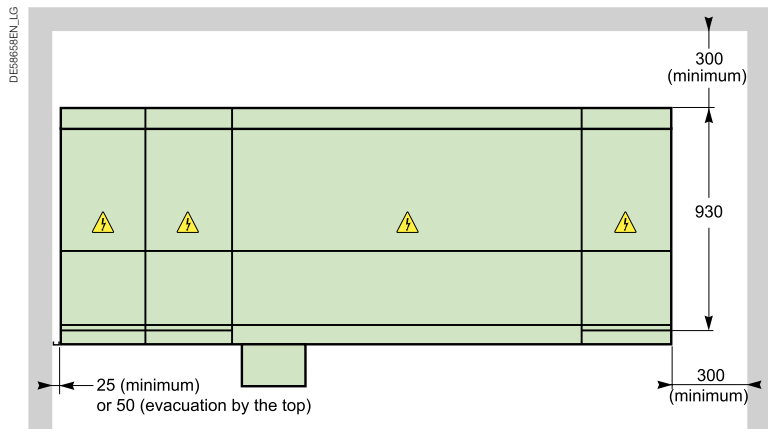 DE58658EN_LG
300
(minimum)
930
25 (minimum)
or 50 (evacuation by the top)
300
(minimum)